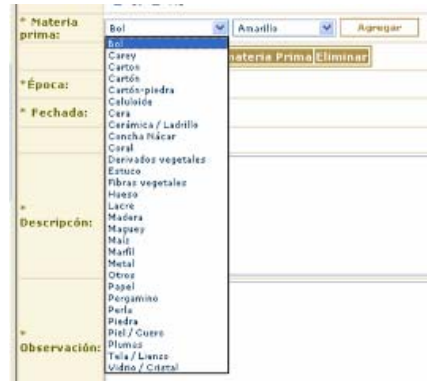 * Materia
prima:
Bol
Amarillo
Agregar
Bol
Carey
Carton
Cartón
Cartón-piedra
Celuloide
Cera
Cerámica / Ladrillo
Concha Nácar
Coral
Derivados vegetales
Estuco
Fibras vegetales
Hueso
Lacre
Madera
Maguey
Maíz
Marfil
Metal
Otros
Papel
Pergamino
Perla
Piedra
Piel / Cuero
Plumas
Tela / Lienzo
Vidrio / Cristal
materia Prima Eliminar
*Época:
* Fechada:
*
Descripcón:
*
Observación: